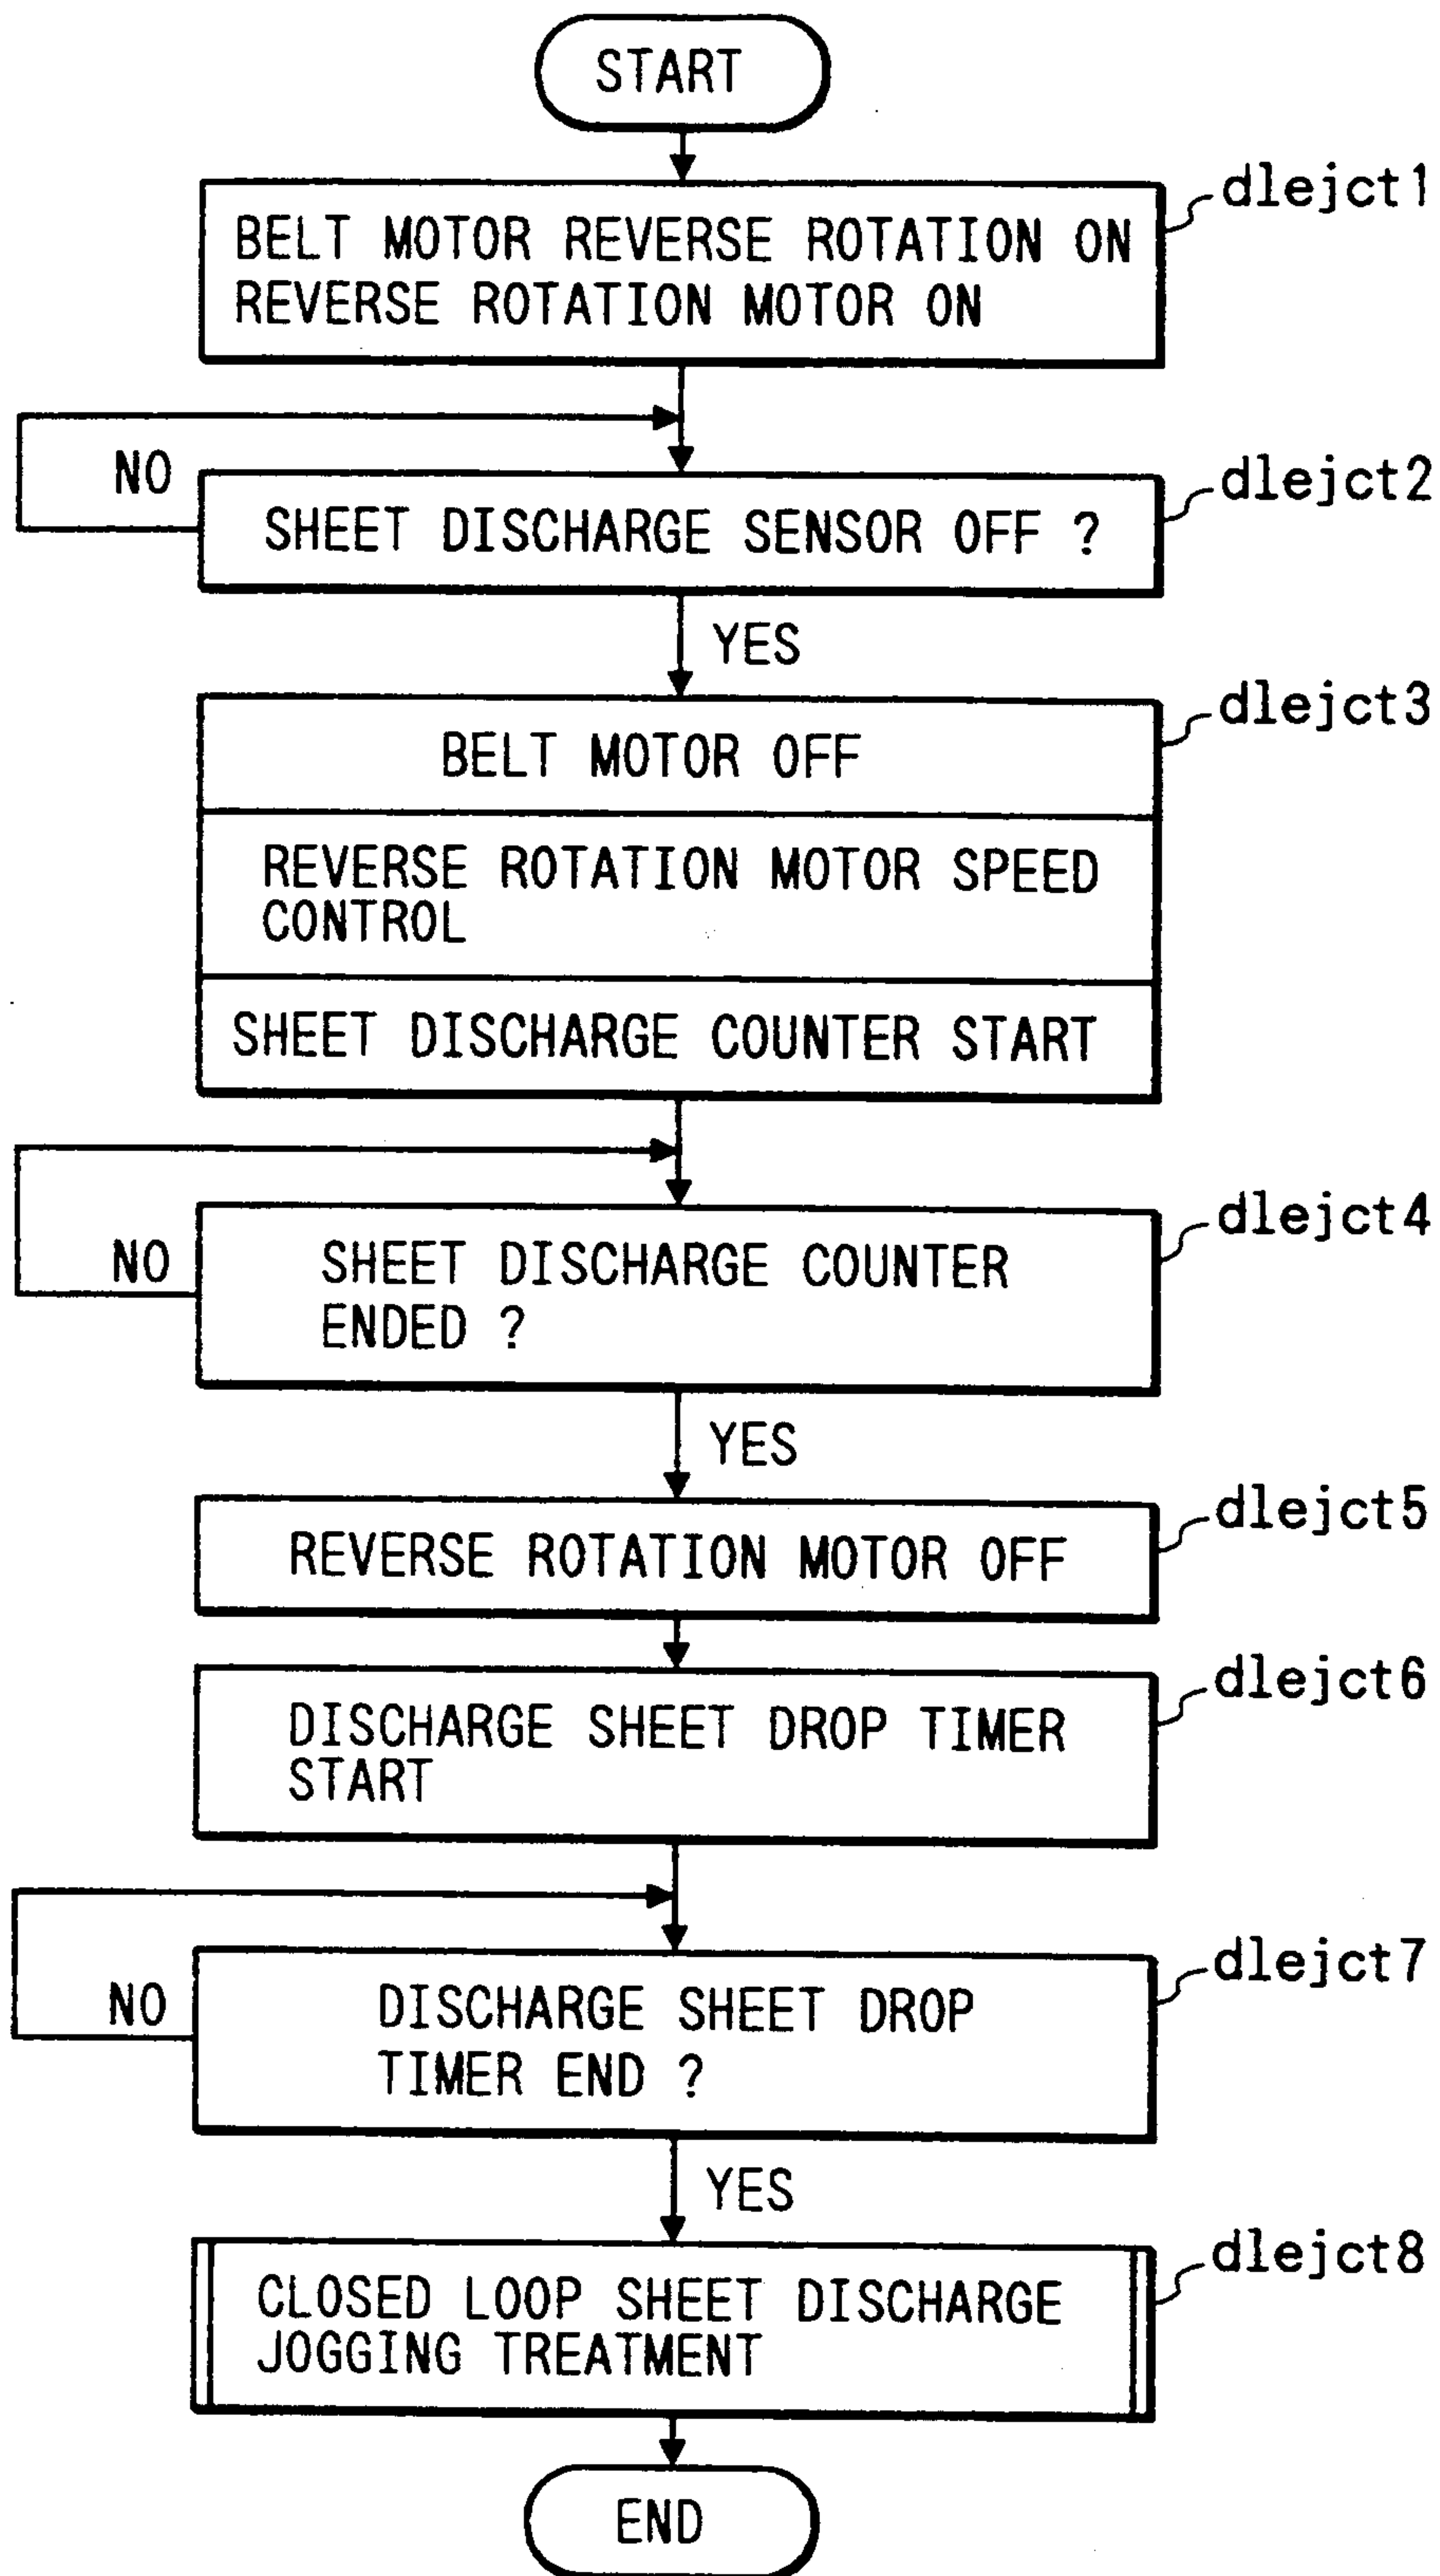 START
dlejct1
BELT MOTOR REVERSE ROTATION ON
REVERSE ROTATION MOTOR ON
NO
dlejct2
SHEET DISCHARGE SENSOR OFF ?
YES
dlejct3
BELT MOTOR OFF
REVERSE ROTATION MOTOR SPEED
CONTROL
SHEET DISCHARGE COUNTER START
dlejct4
NO
SHEET DISCHARGE COUNTER
ENDED ?
YES
dlejct5
REVERSE ROTATION MOTOR OFF
dlejct6
DISCHARGE SHEET DROP TIMER
START
dlejct7
NO
DISCHARGE SHEET DROP
TIMER END ?
YES
dlejct8
CLOSED LOOP SHEET DISCHARGE
JOGGING TREATMENT
END